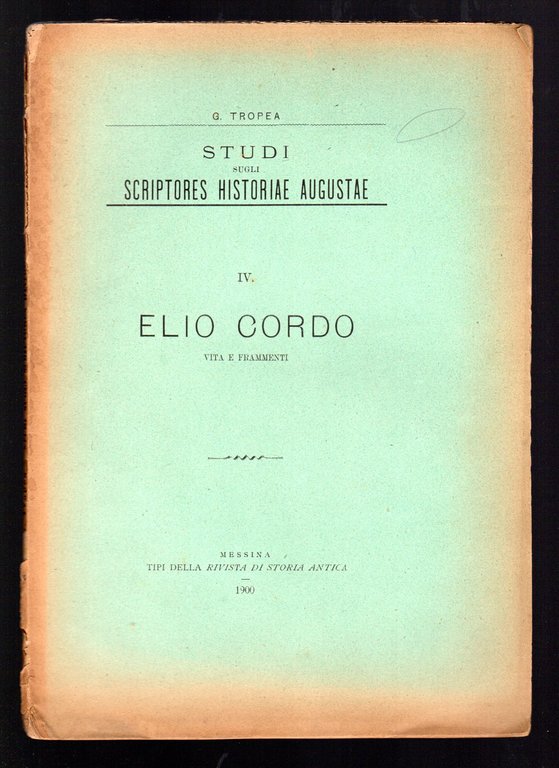 G. TROPEA
STUDI
SUGLI
SCRIPTORES HISTORIAE AUGUSTAE
IV.
ELIO CORDO
VITA E FRAMMENTI
MESSINA
TIPI DELLA RIVISTA DI STORIA ANTICA
1900